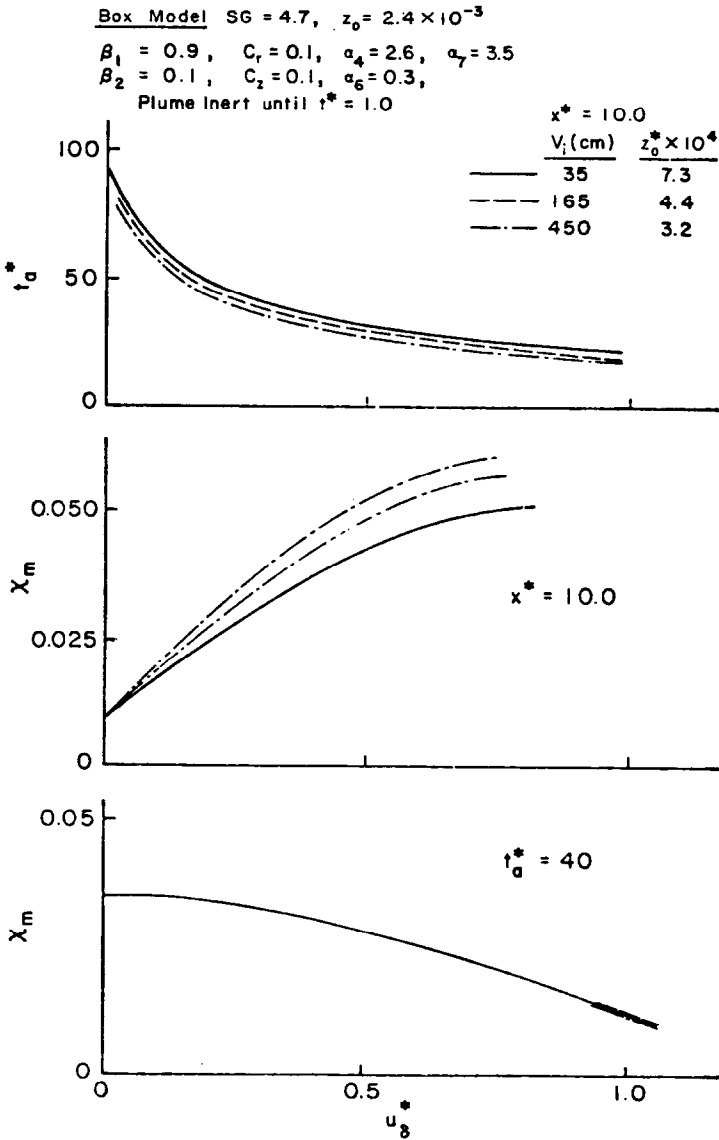 Box Model SG = 4.7, z₀ = 2.4 × 10⁻³
β₁ = 0.9, Cᵣ = 0.1, α₄ = 2.6, α₇ = 3.5
β₂ = 0.1, C_z = 0.1, α₆ = 0.3,
Plume Inert until t* = 1.0
x* = 10.0
V_i (cm) z₀* × 10⁴
35 7.3
165 4.4
450 3.2
100
50
0
t_a*
0.050
0.025
0
χ_m
x* = 10.0
0.05
0
χ_m
t_a* = 40
0 0.5 1.0
u_δ*